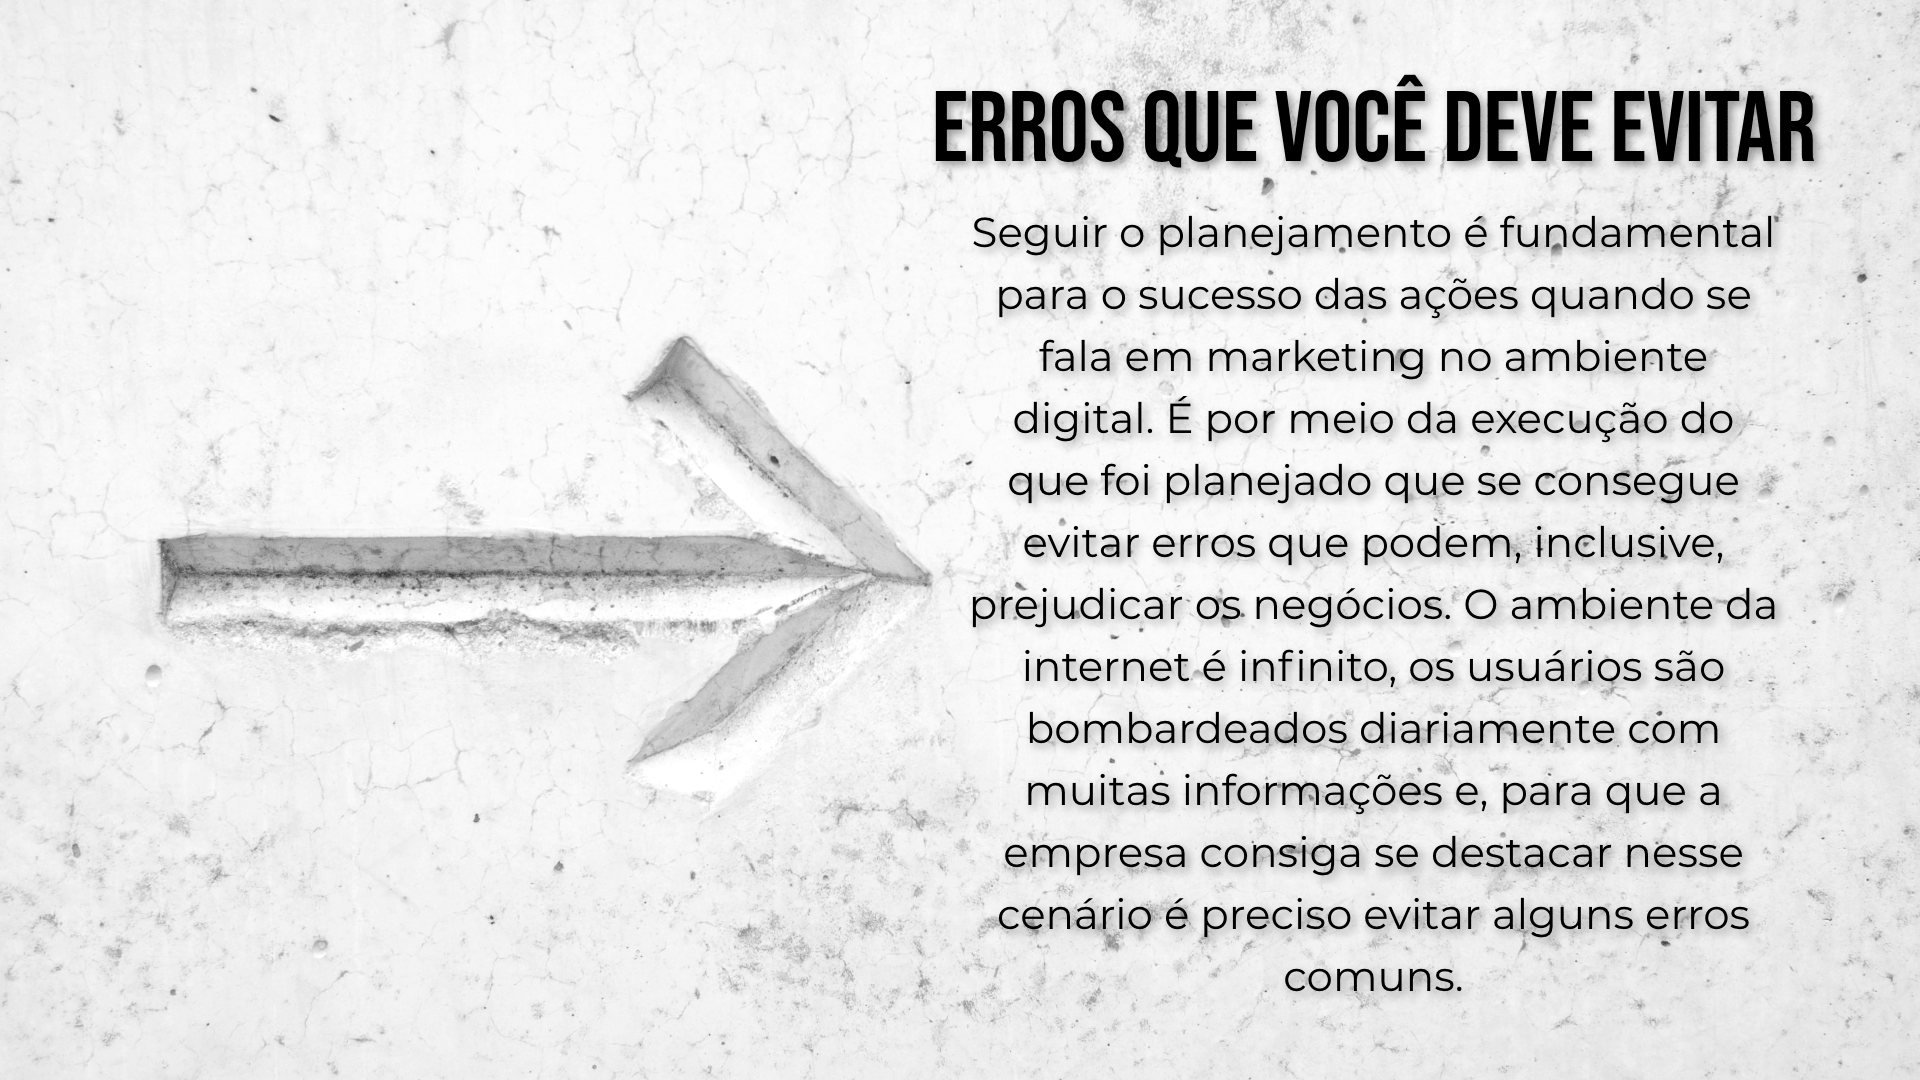 ERROS QUE VOCÊ DEVE EVITAR
Seguir o planejamento é fundamental
para o sucesso das ações quando se
fala em marketing no ambiente
digital. É por meio da execução do
que foi planejado que se consegue
evitar erros que podem, inclusive,
prejudicar os negócios. O ambiente da
internet é infinito, os usuários são
bombardeados diariamente com
muitas informações e, para que a
empresa consiga se destacar nesse
cenário é preciso evitar alguns erros
comuns.